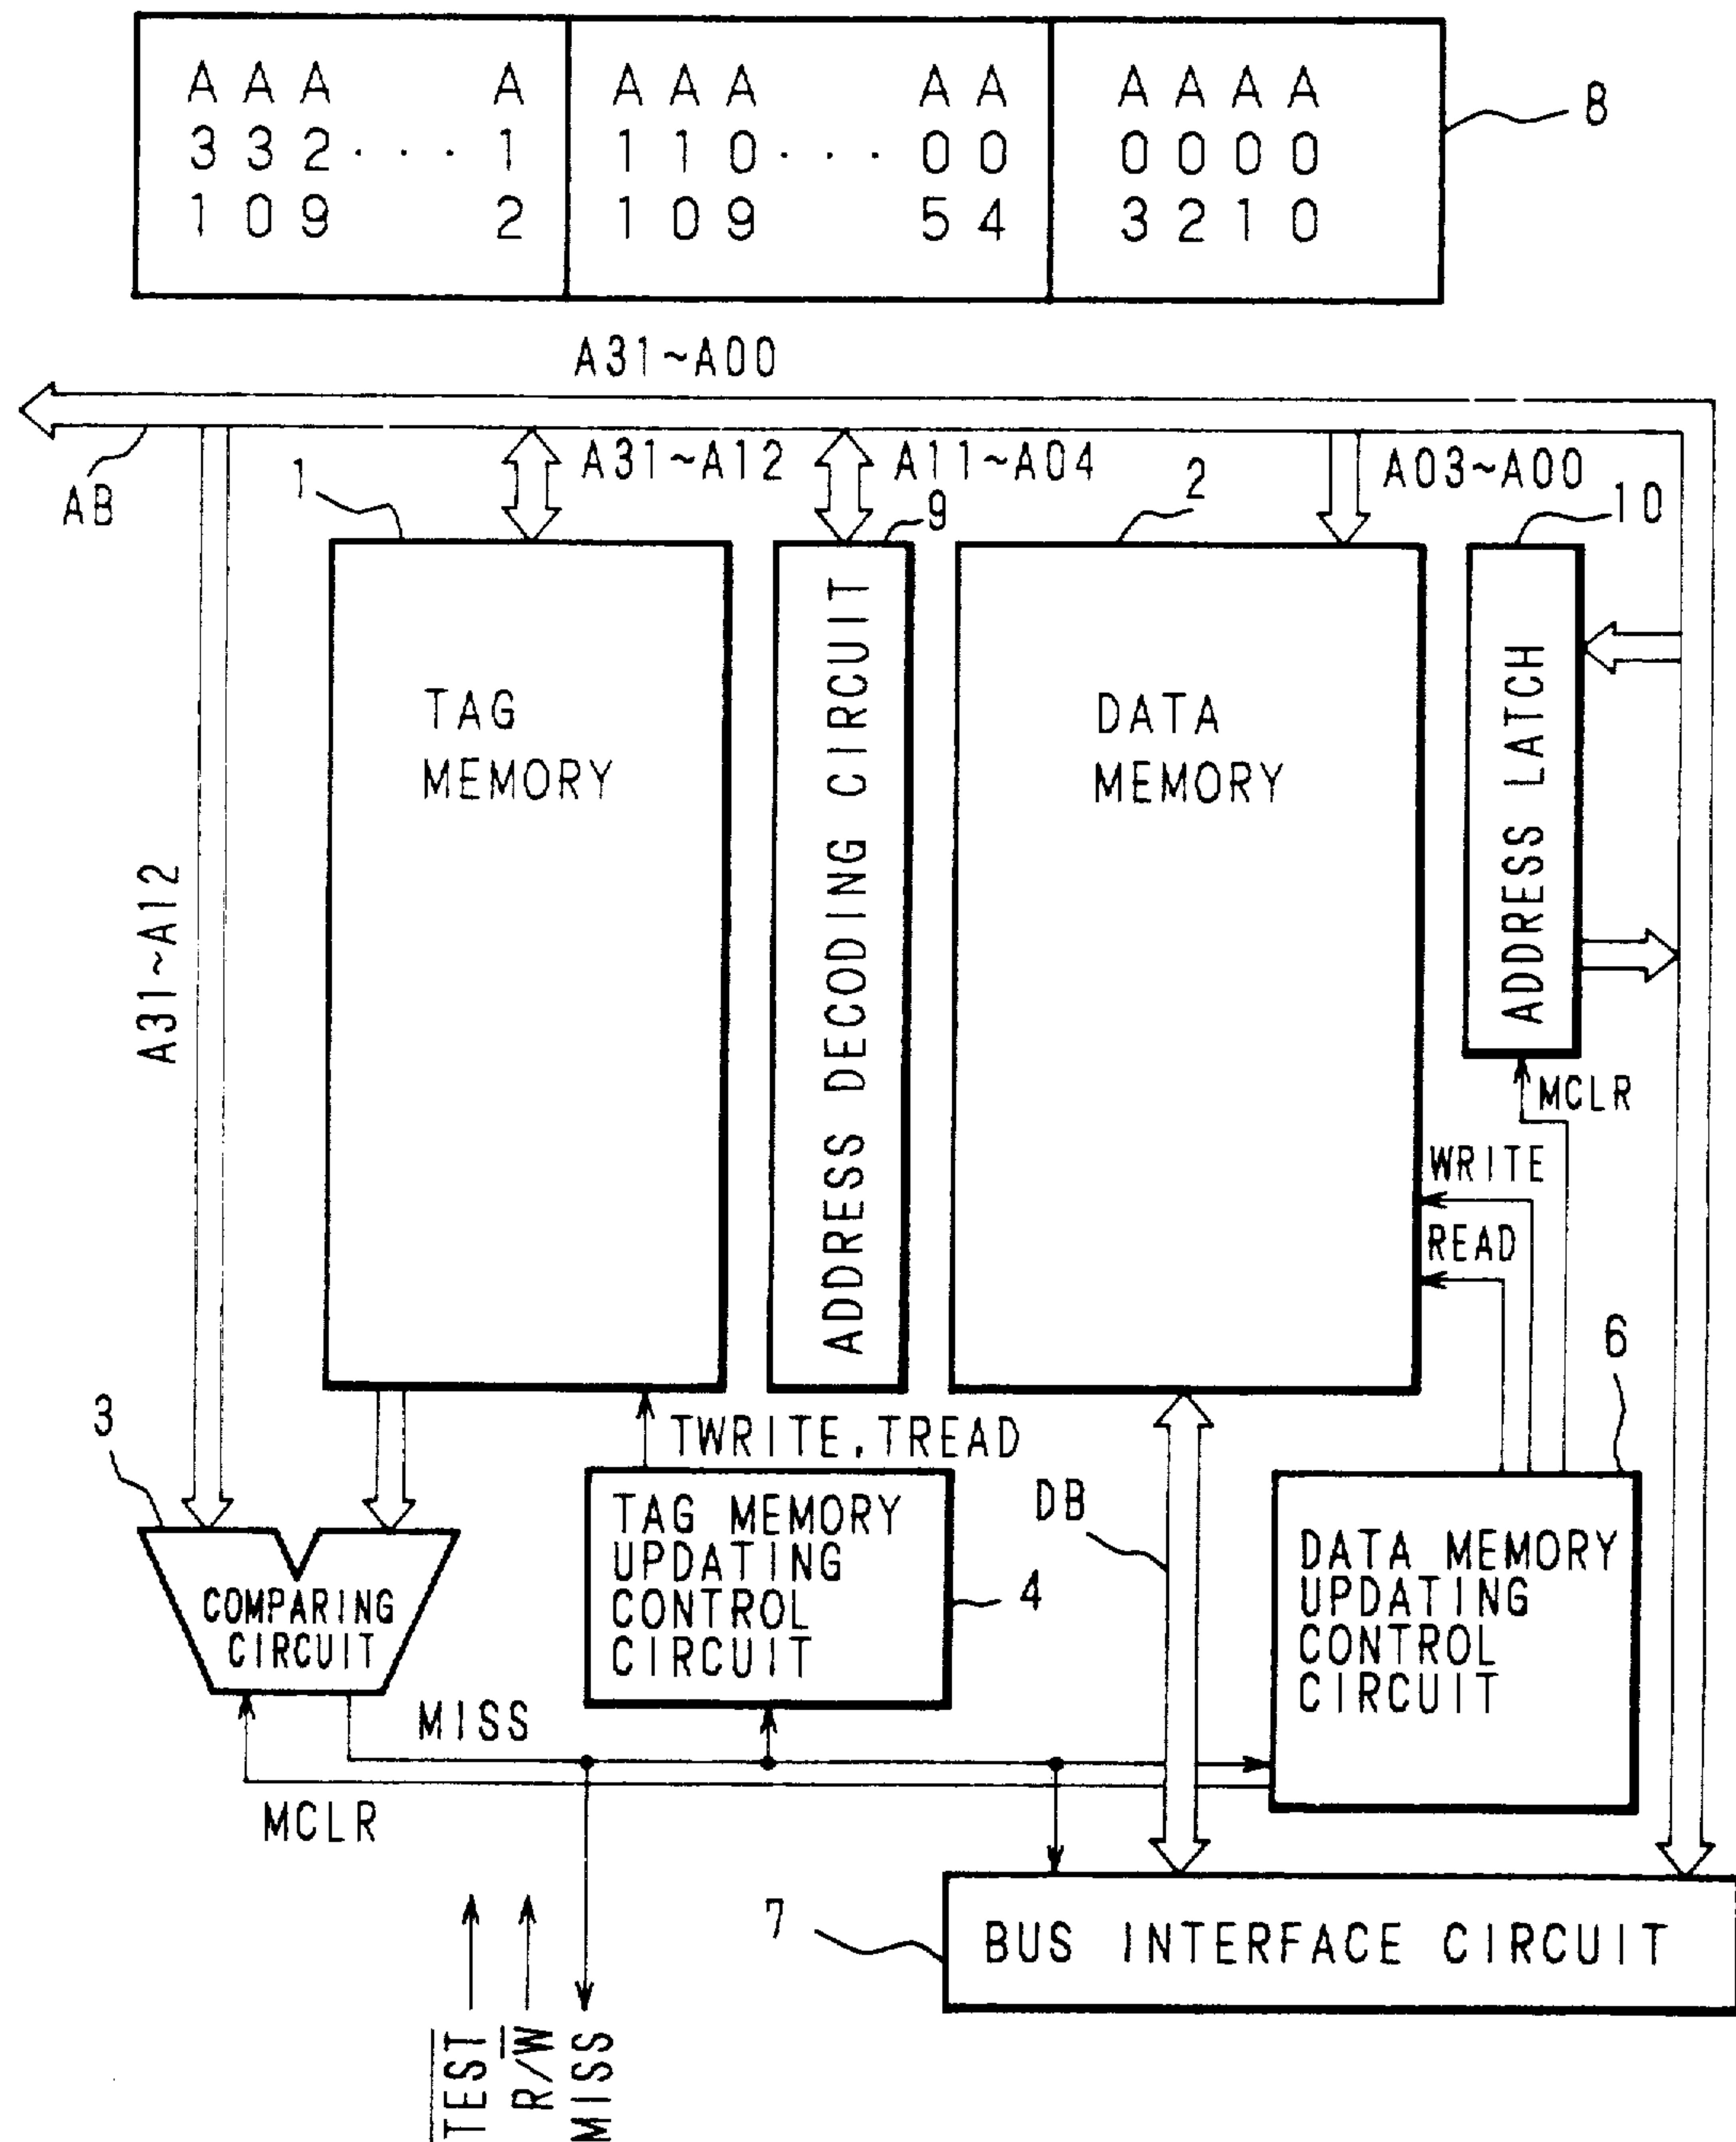 A A A A A A A A A A A A A
3 3 2 · · · 1 1 1 0 · · · 0 0 0 0 0 0
1 0 9 2 1 0 9 5 4 3 2 1 0
8
A31~A00
AB
A31~A12
A11~A04
A03~A00
1
9
2
10
TAG
MEMORY
ADDRESS DECODING CIRCUIT
DATA
MEMORY
ADDRESS LATCH
A31~A12
MCLR
WRITE
READ
6
3
TWRITE, TREAD
DB
TAG MEMORY
UPDATING
CONTROL
CIRCUIT
4
DATA MEMORY
UPDATING
CONTROL
CIRCUIT
COMPARING
CIRCUIT
MISS
MCLR
7
BUS INTERFACE CIRCUIT
T̅E̅S̅T̅
R/W̅
MISS